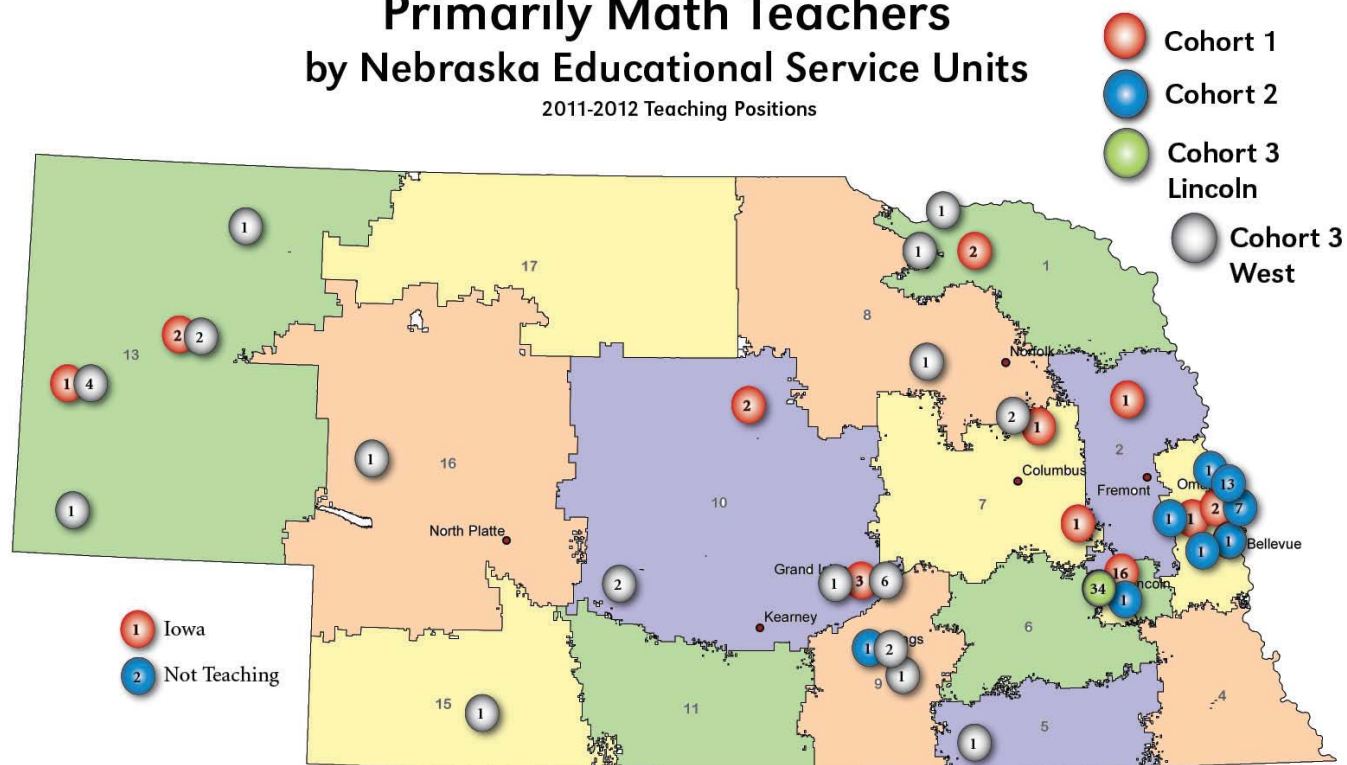 Primarily Math Teachers
by Nebraska Educational Service Units
2011-2012 Teaching Positions
Cohort 1
Cohort 2
Cohort 3
Lincoln
Cohort 3
West
1
1
1
2
17
1
8
2
2
13
1
Norfolk
1
4
2
1
2
1
2
1
16
Columbus
1
Oma
13
Fremont
10
7
1
1
2
7
1
North Platte
1
1
1
Bellevue
Grand I
1
3
6
16
ncoln
2
34
1
1
Iowa
Kearney
6
2
Not Teaching
1
2
ngs
1
9
15
1
11
5
4
1